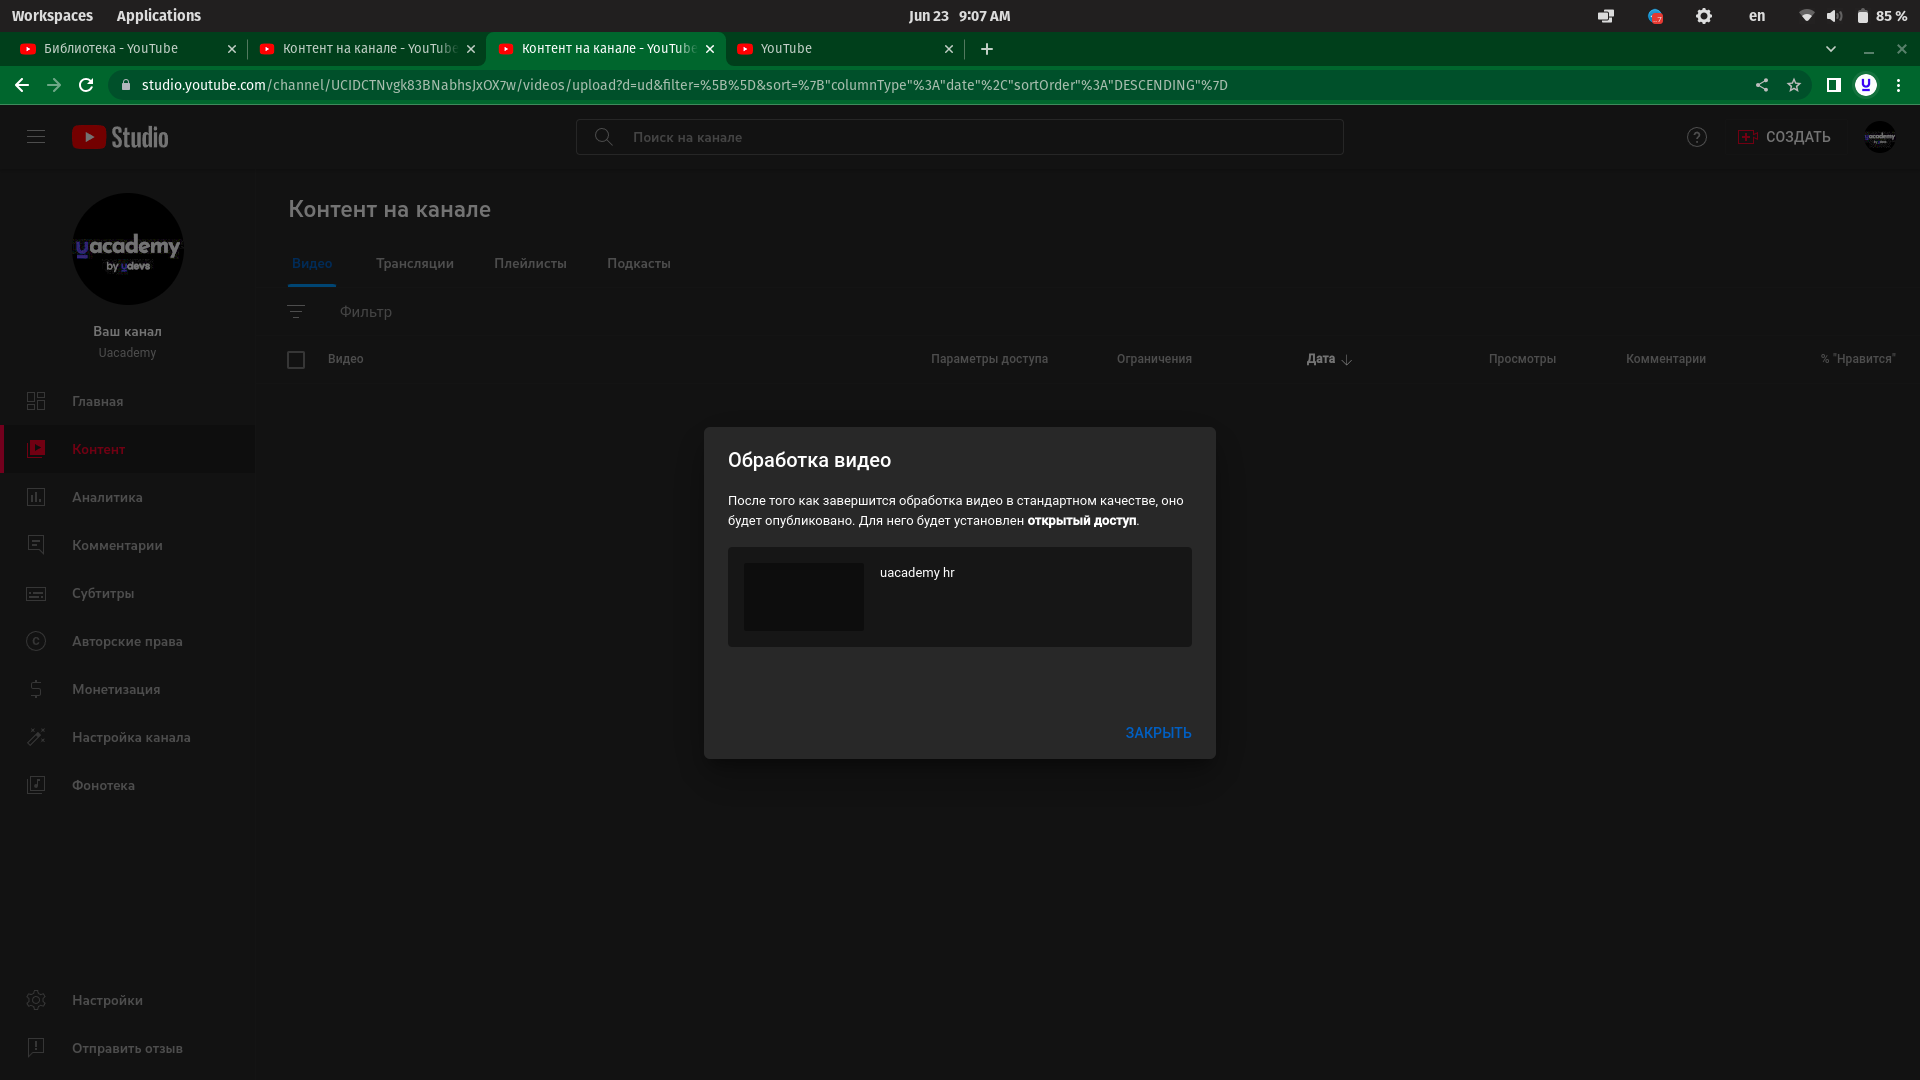 Workspaces Applications Jun 23 9:07 AM en 85 %
Библиотека - YouTube Контент на канале - YouTube Контент на канале - YouTube YouTube
studio.youtube.com/channel/UCIDCTNvgk83BNabhsJxOX7w/videos/upload?d=ud&filter=%5B%5D&sort=%7B"columnType"%3A"date"%2C"sortOrder"%3A"DESCENDING"%7D
Studio Поиск на канале СОЗДАТЬ
uacademy
by udevs
Ваш канал
Uacademy
Главная
Контент
Аналитика
Комментарии
Субтитры
Авторские права
Монетизация
Настройка канала
Фонотека
Настройки
Отправить отзыв
Контент на канале
Видео Трансляции Плейлисты Подкасты
Фильтр
Видео Параметры доступа Ограничения Дата Просмотры Комментарии % "Нравится"
Обработка видео
После того как завершится обработка видео в стандартном качестве, оно
будет опубликовано. Для него будет установлен открытый доступ.
uacademy hr
ЗАКРЫТЬ